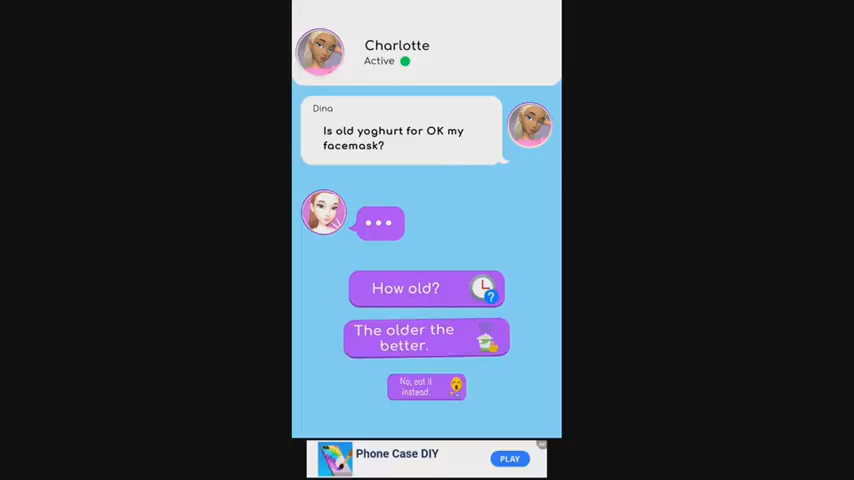 Charlotte
Active
Dina
Is old yoghurt for OK my
facemask?
How old?
The older the
better.
No, eat it
instead.
Phone Case DIY
PLAY